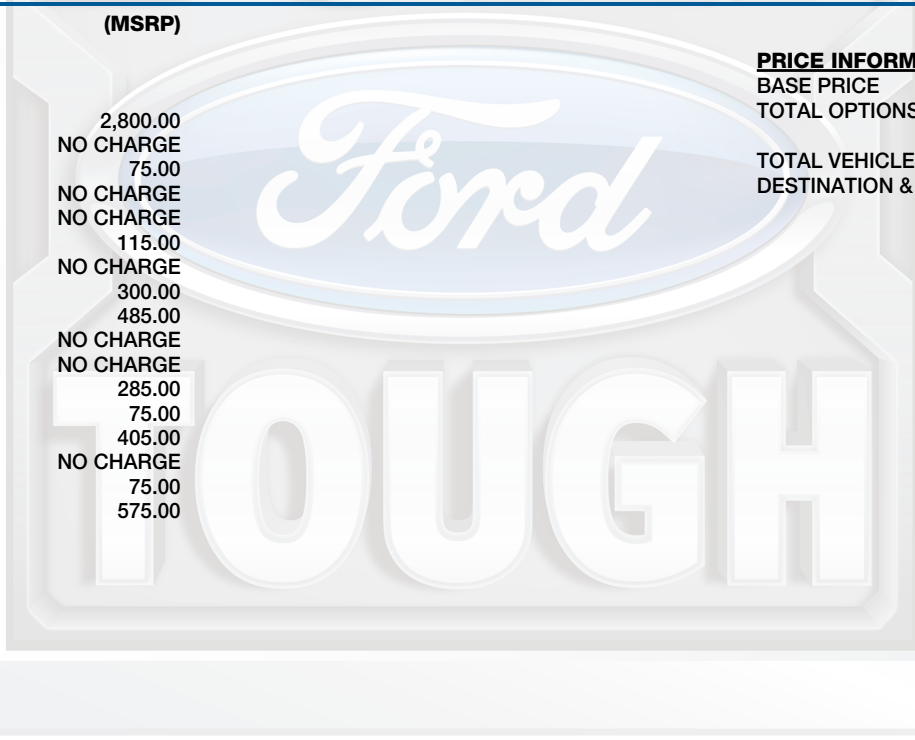 (MSRP)
2,800.00
NO CHARGE
75.00
NO CHARGE
NO CHARGE
115.00
NO CHARGE
300.00
485.00
NO CHARGE
NO CHARGE
285.00
75.00
405.00
NO CHARGE
75.00
575.00
PRICE INFORM
BASE PRICE
TOTAL OPTIONS
TOTAL VEHICLE
DESTINATION &
Ford
TOUGH